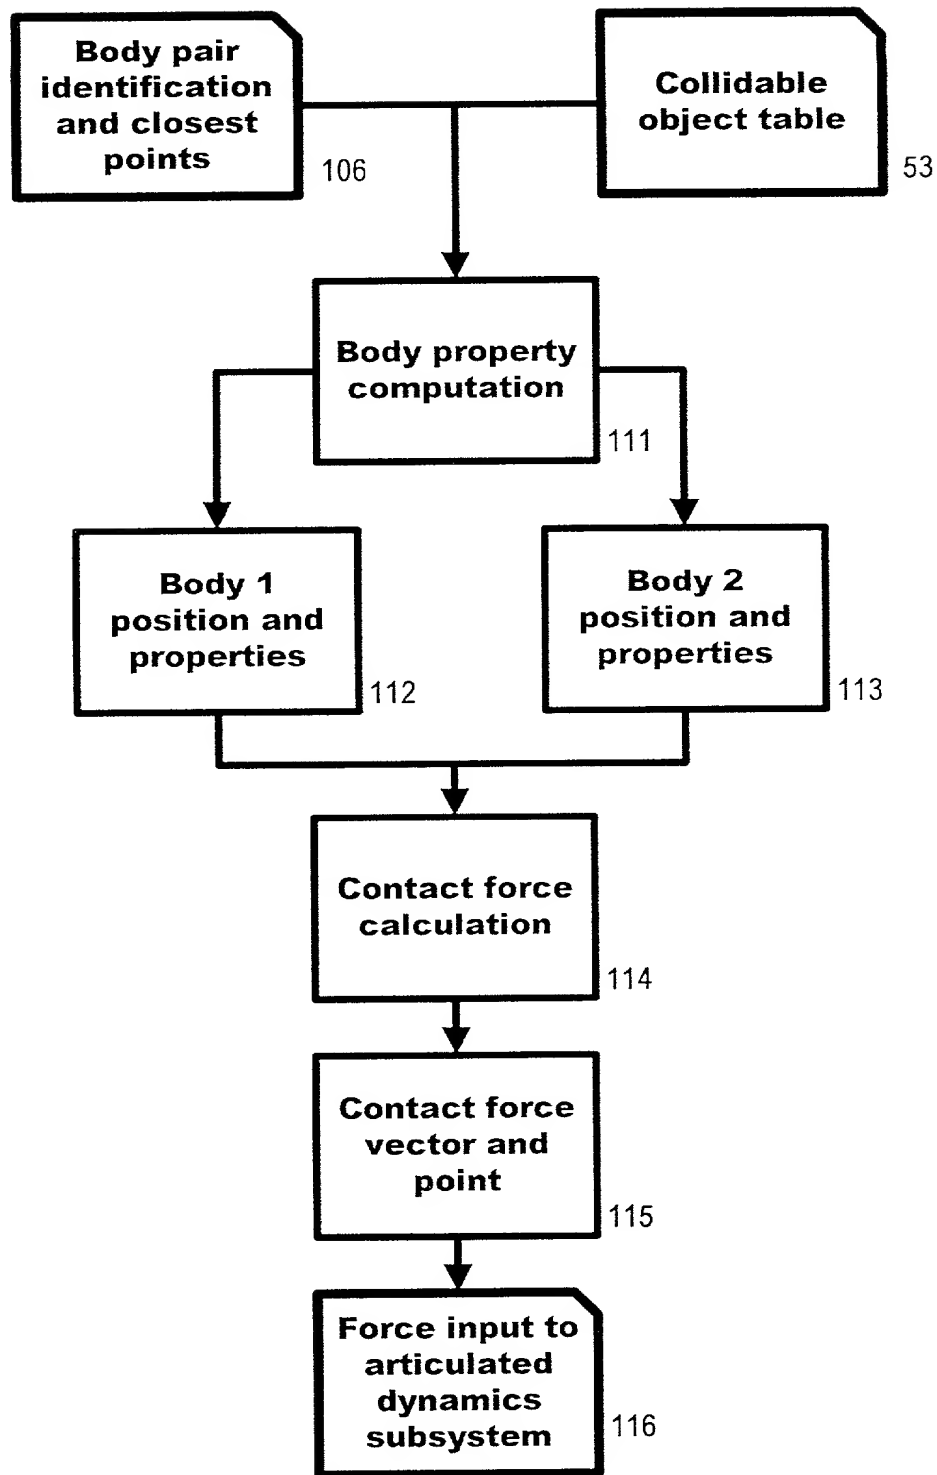 Body pair
identification
and closest
points
106
Collidable
object table
53
Body property
computation
111
Body 1
position and
properties
112
Body 2
position and
properties
113
Contact force
calculation
114
Contact force
vector and
point
115
Force input to
articulated
dynamics
subsystem
116